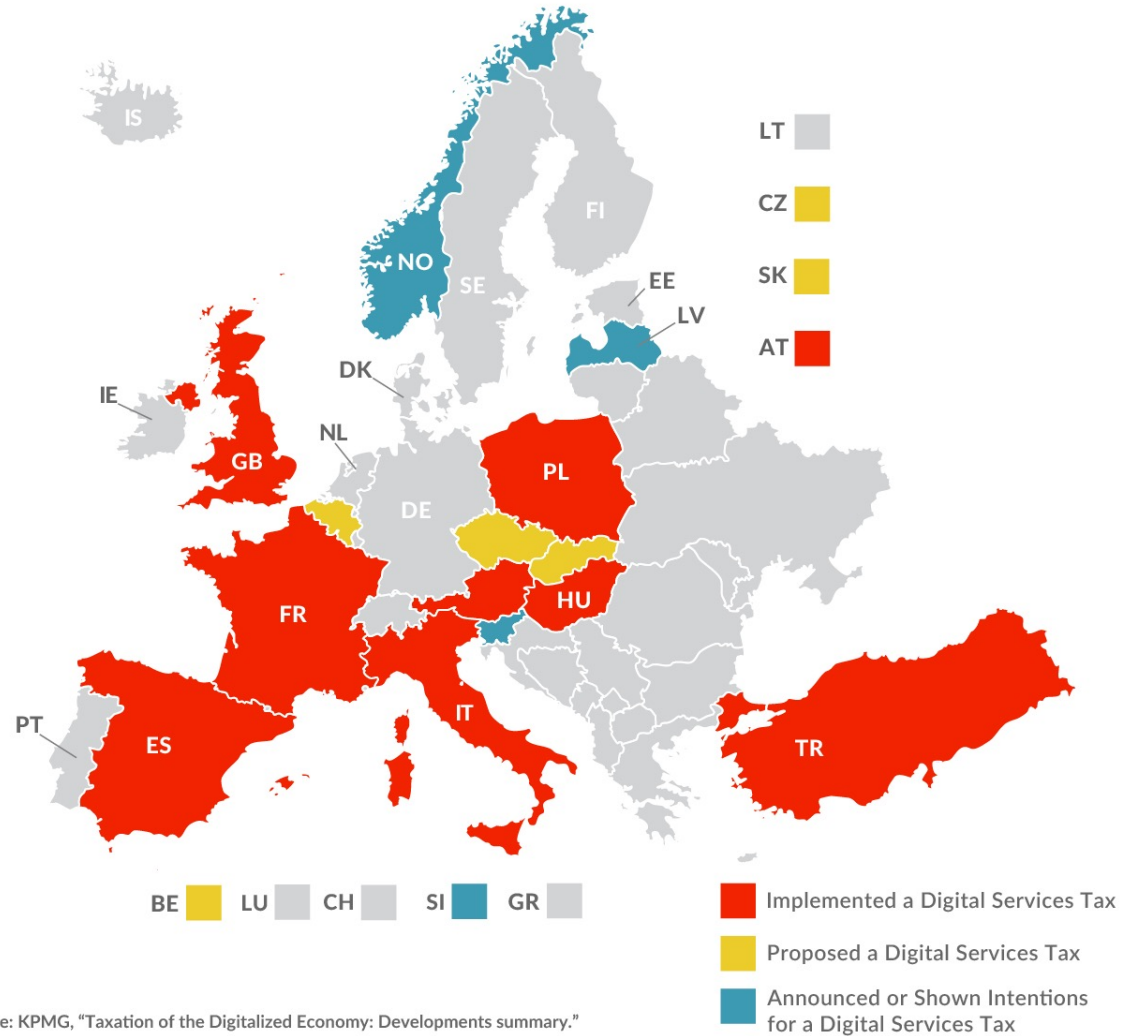 IS
LT
CZ
SK
AT
FI
NO
SE
EE
LV
DK
IE
NL
GB
PL
DE
HU
FR
IT
PT
ES
TR
BE
LU
CH
SI
GR
Implemented a Digital Services Tax
Proposed a Digital Services Tax
Announced or Shown Intentions
for a Digital Services Tax
e: KPMG, “Taxation of the Digitalized Economy: Developments summary.”